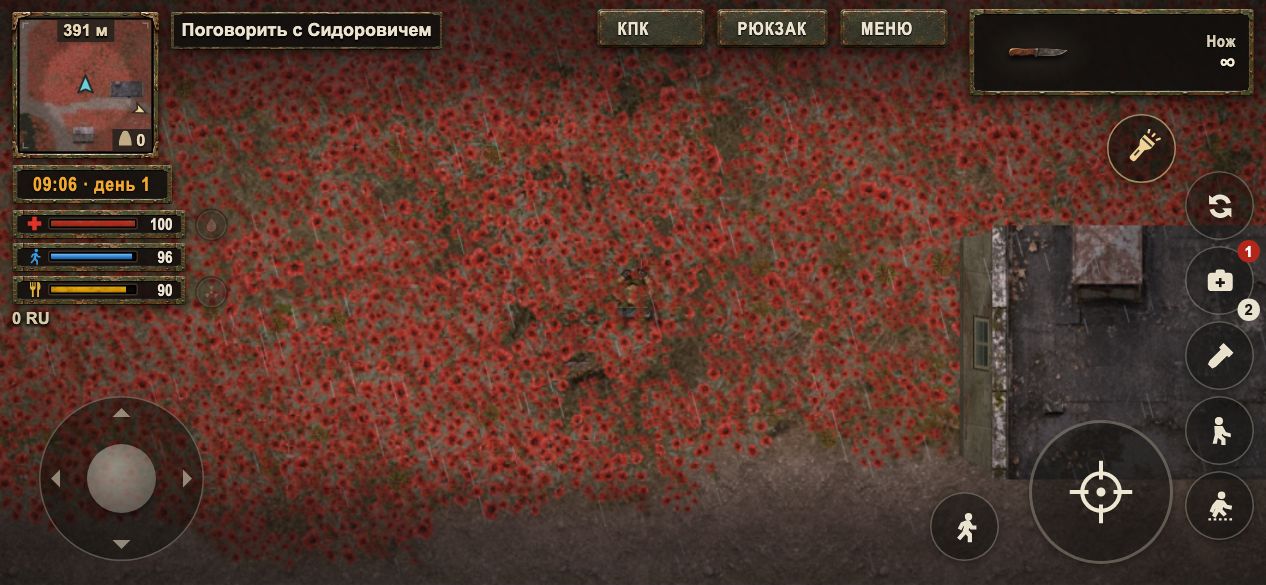 391 м
Поговорить с Сидоровичем
КПК
РЮКЗАК
МЕНЮ
Нож
∞
0
09:06 · день 1
100
96
90
0 RU
1
2